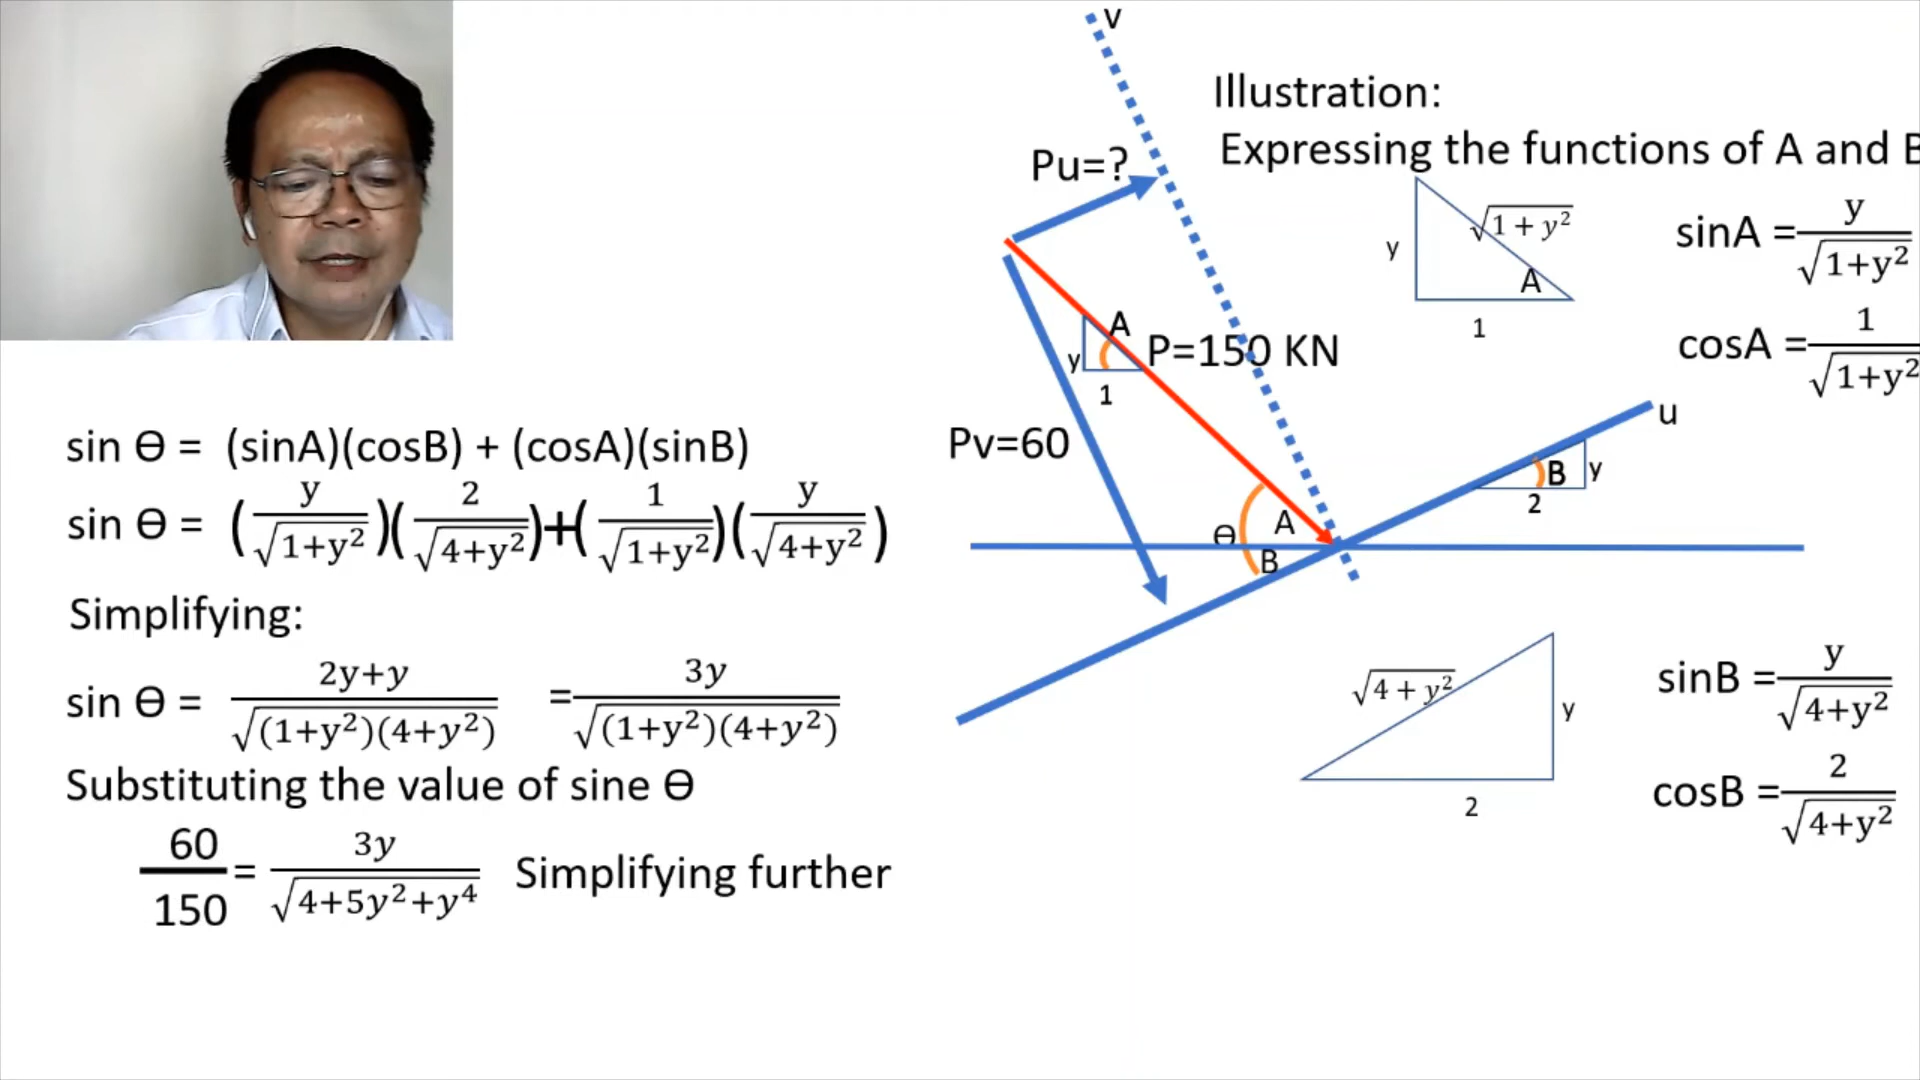 v
Illustration:
Expressing the functions of A and B
Pu=?
y
√1 + y²
A
1
sinA = y/√1+y²
cosA = 1/√1+y²
A
y
1
P=150 KN
u
Pv=60
B
y
2
Ɵ
A
B
sin Ɵ = (sinA)(cosB) + (cosA)(sinB)
sin Ɵ = (y/√1+y²)(2/√4+y²)+(1/√1+y²)(y/√4+y²)
Simplifying:
sin Ɵ = 2y+y/√(1+y²)(4+y²) = 3y/√(1+y²)(4+y²)
√4 + y²
y
2
sinB = y/√4+y²
cosB = 2/√4+y²
Substituting the value of sine Ɵ
60/150 = 3y/√4+5y²+y⁴ Simplifying further